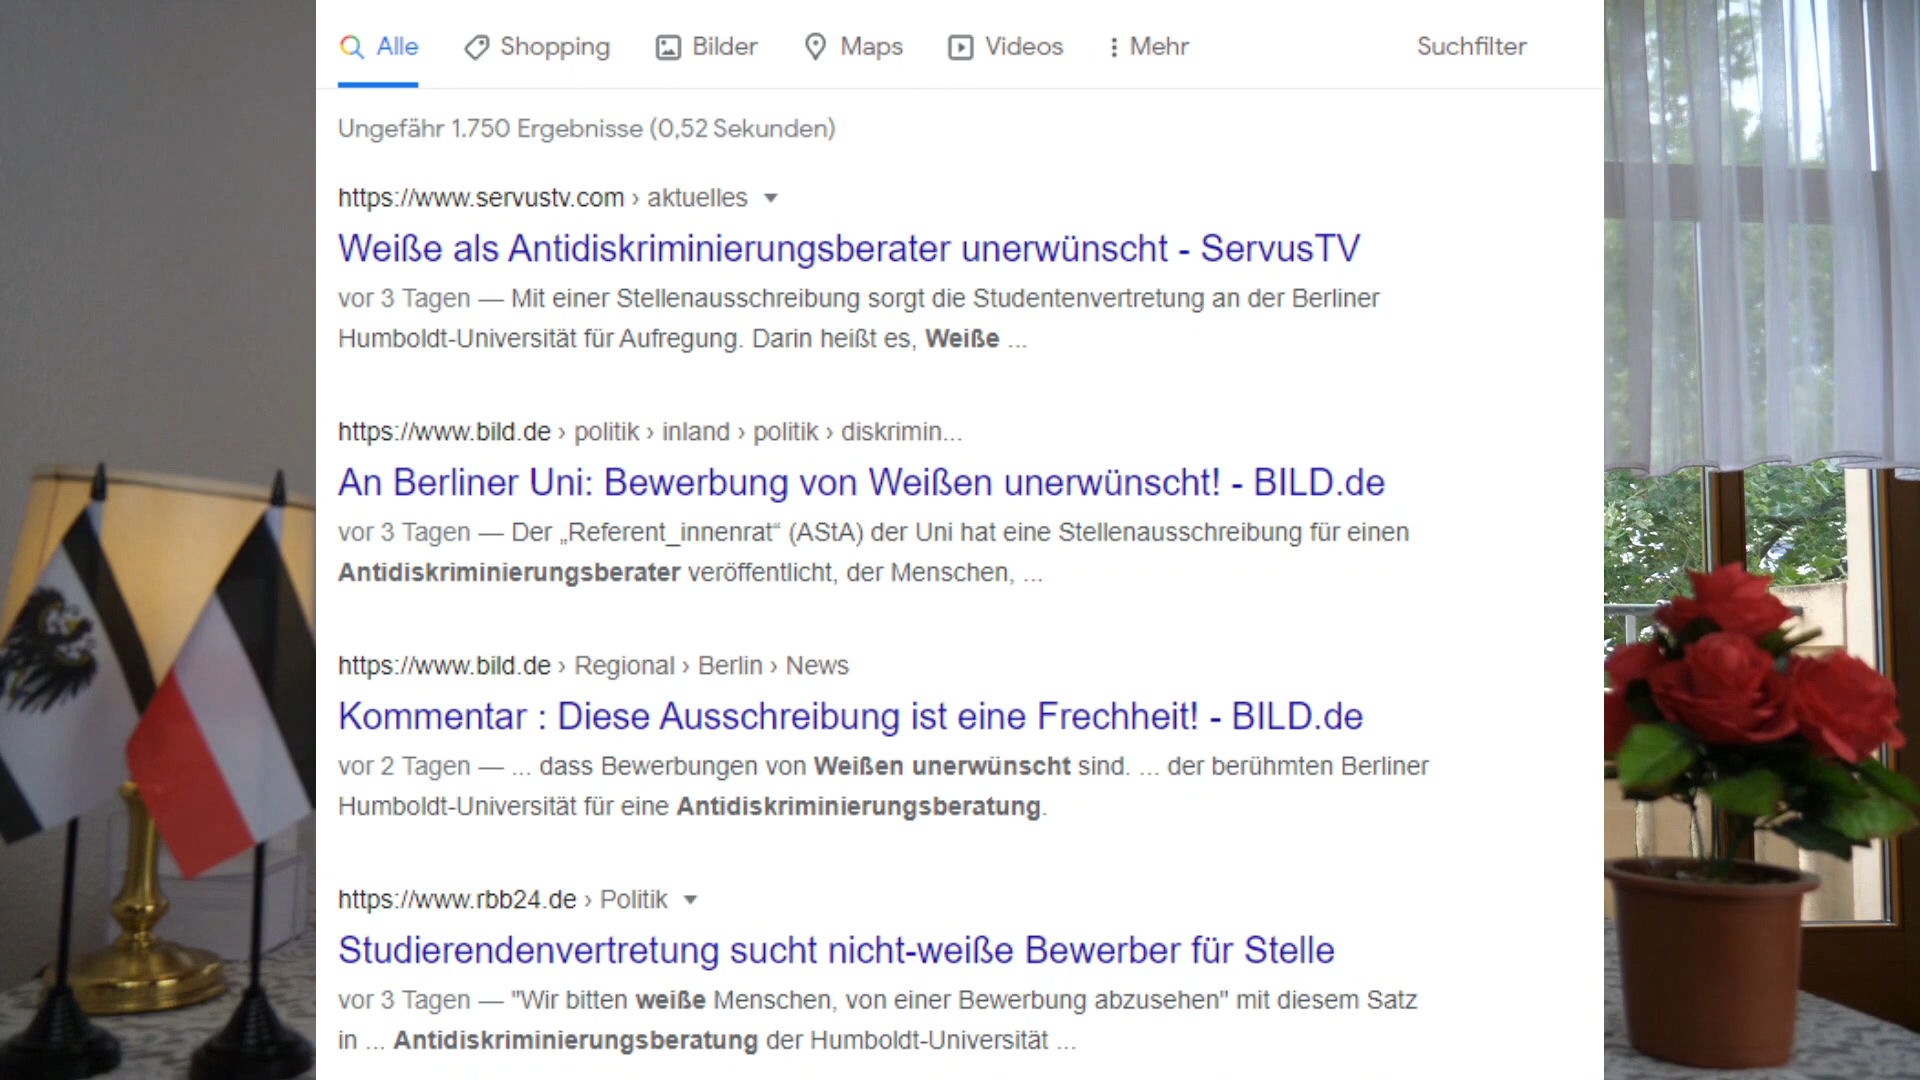 Alle Shopping Bilder Maps Videos Mehr Suchfilter
Ungefähr 1.750 Ergebnisse (0,52 Sekunden)
https://www.servustv.com › aktuelles
Weiße als Antidiskriminierungsberater unerwünscht - ServusTV
vor 3 Tagen — Mit einer Stellenausschreibung sorgt die Studentenvertretung an der Berliner
Humboldt-Universität für Aufregung. Darin heißt es, Weiße ...
https://www.bild.de › politik › inland › politik › diskrimin...
An Berliner Uni: Bewerbung von Weißen unerwünscht! - BILD.de
vor 3 Tagen — Der „Referent_innenrat“ (AStA) der Uni hat eine Stellenausschreibung für einen
Antidiskriminierungsberater veröffentlicht, der Menschen, ...
https://www.bild.de › Regional › Berlin › News
Kommentar : Diese Ausschreibung ist eine Frechheit! - BILD.de
vor 2 Tagen — ... dass Bewerbungen von Weißen unerwünscht sind. ... der berühmten Berliner
Humboldt-Universität für eine Antidiskriminierungsberatung.
https://www.rbb24.de › Politik
Studierendenvertretung sucht nicht-weiße Bewerber für Stelle
vor 3 Tagen — "Wir bitten weiße Menschen, von einer Bewerbung abzusehen" mit diesem Satz
in ... Antidiskriminierungsberatung der Humboldt-Universität ...